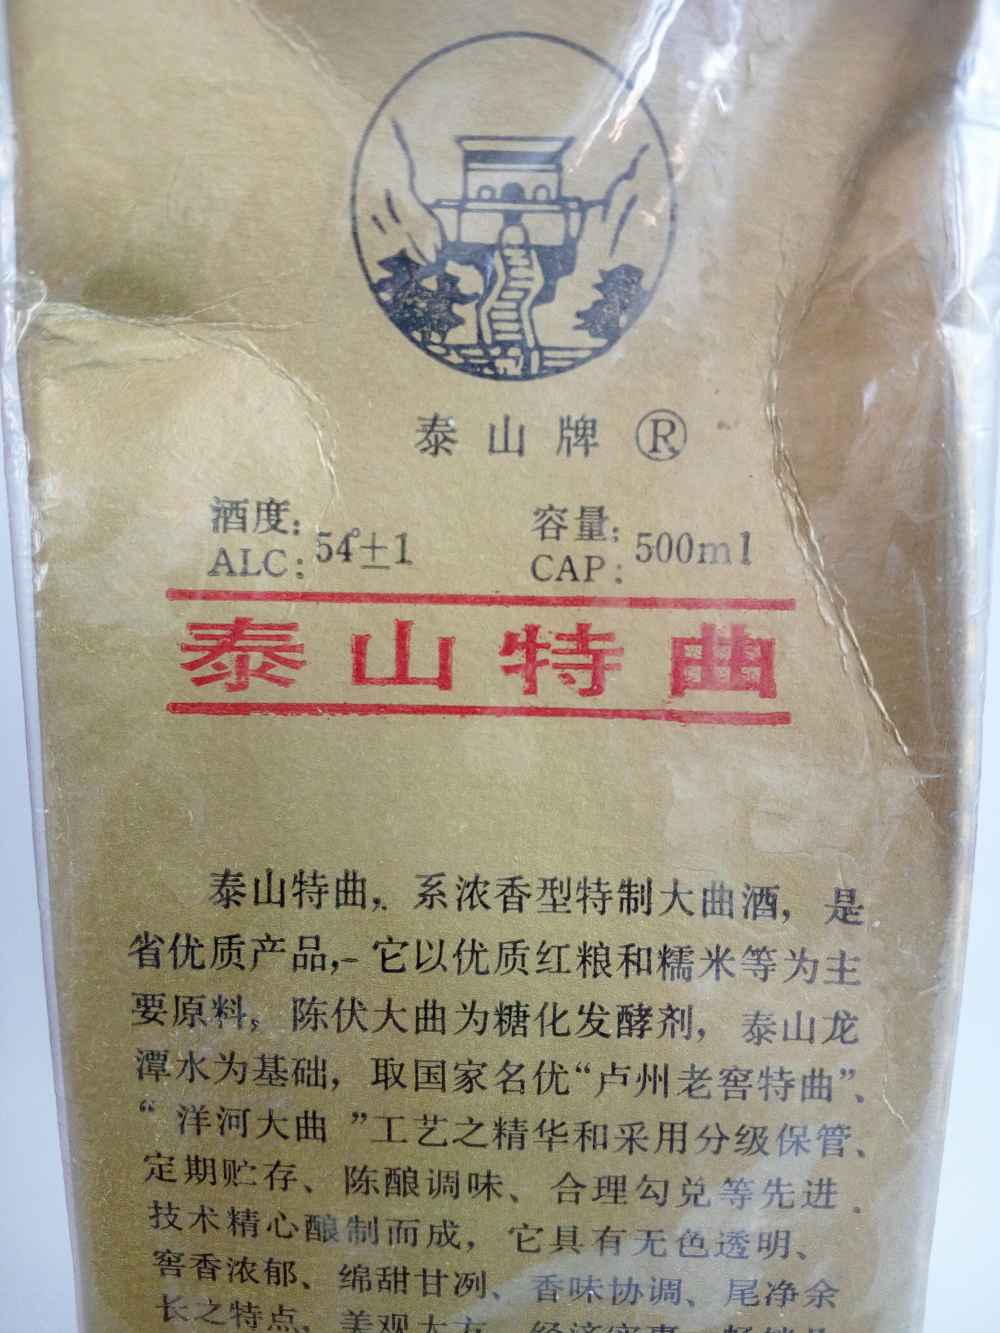 泰山牌 ®
酒度: 54°±1 容量: 500ml
ALC: CAP:
泰山特曲
泰山特曲，系浓香型特制大曲酒，是
省优质产品，它以优质红粮和糯米等为主
要原料，陈伏大曲为糖化发酵剂，泰山龙
潭水为基础，取国家名优“卢州老窖特曲”、
“洋河大曲”工艺之精华和采用分级保管、
定期贮存、陈酿调味、合理勾兑等先进
技术精心酿制而成，它具有无色透明、
窖香浓郁、绵甜甘冽、香味协调、尾净余
长之特点，美观大方